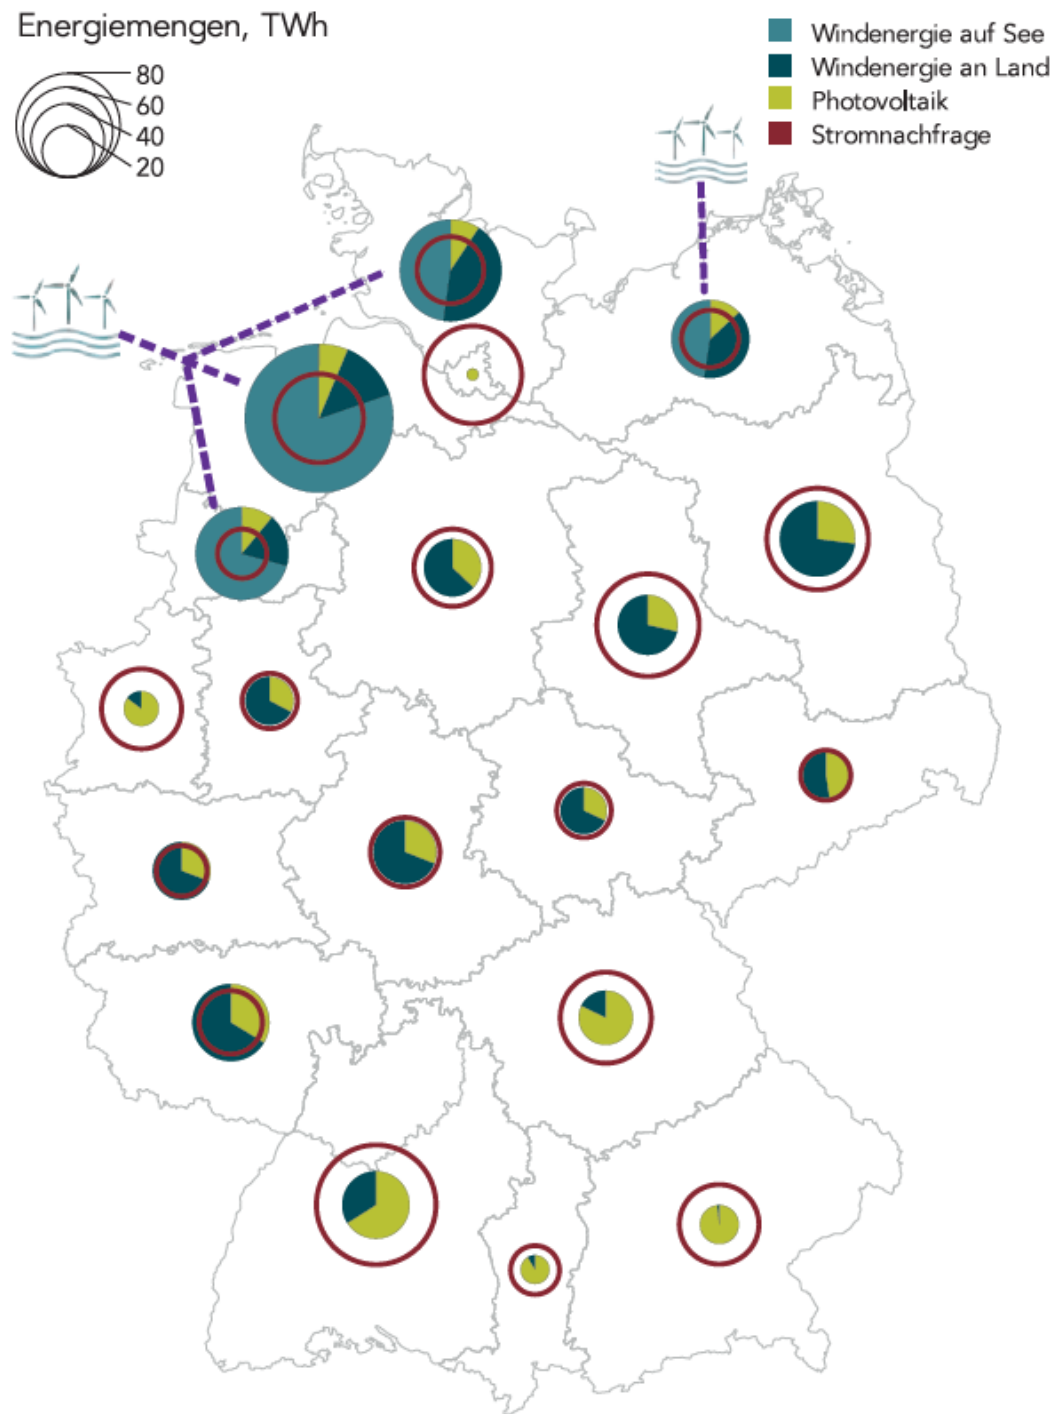 Energiemengen, TWh
80
60
40
20
Windenergie auf See
Windenergie an Land
Photovoltaik
Stromnachfrage